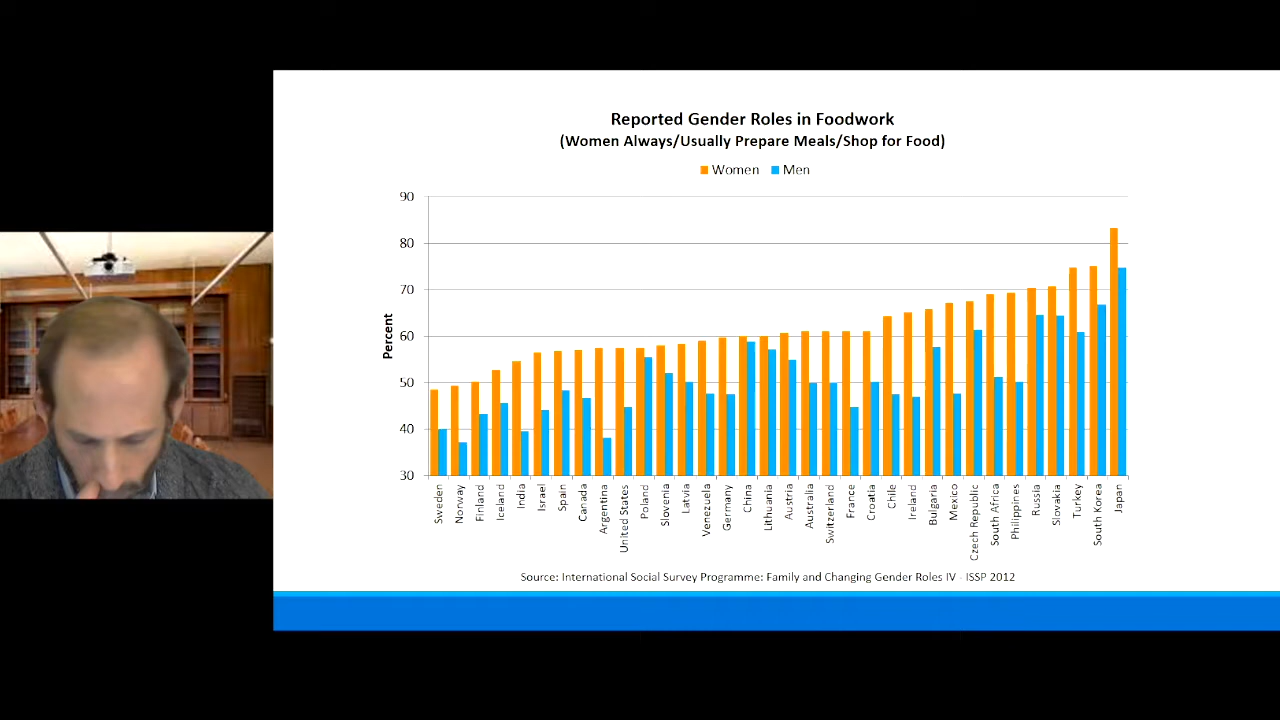 Reported Gender Roles in Foodwork
(Women Always/Usually Prepare Meals/Shop for Food)
Women Men
90
80
70
60
50
40
30
Percent
Sweden
Norway
Finland
Iceland
India
Israel
Spain
Canada
Argentina
United States
Poland
Slovenia
Latvia
Venezuela
Germany
China
Lithuania
Austria
Australia
Switzerland
France
Croatia
Chile
Ireland
Bulgaria
Mexico
Czech Republic
South Africa
Philippines
Russia
Slovakia
Turkey
South Korea
Japan
Source: International Social Survey Programme: Family and Changing Gender Roles IV - ISSP 2012